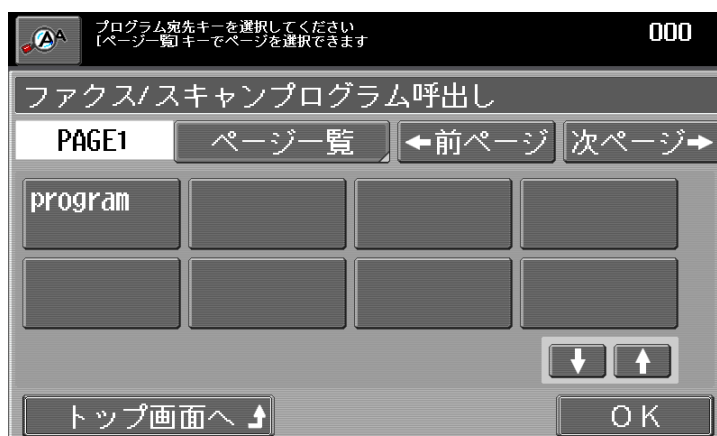 プログラム宛先キーを選択してください
[ページ一覧]キーでページを選択できます
000
AA
ファクス/スキャンプログラム呼出し
PAGE1 ページ一覧 ←前ページ 次ページ→
program
↓ ↑
トップ画面へ OK